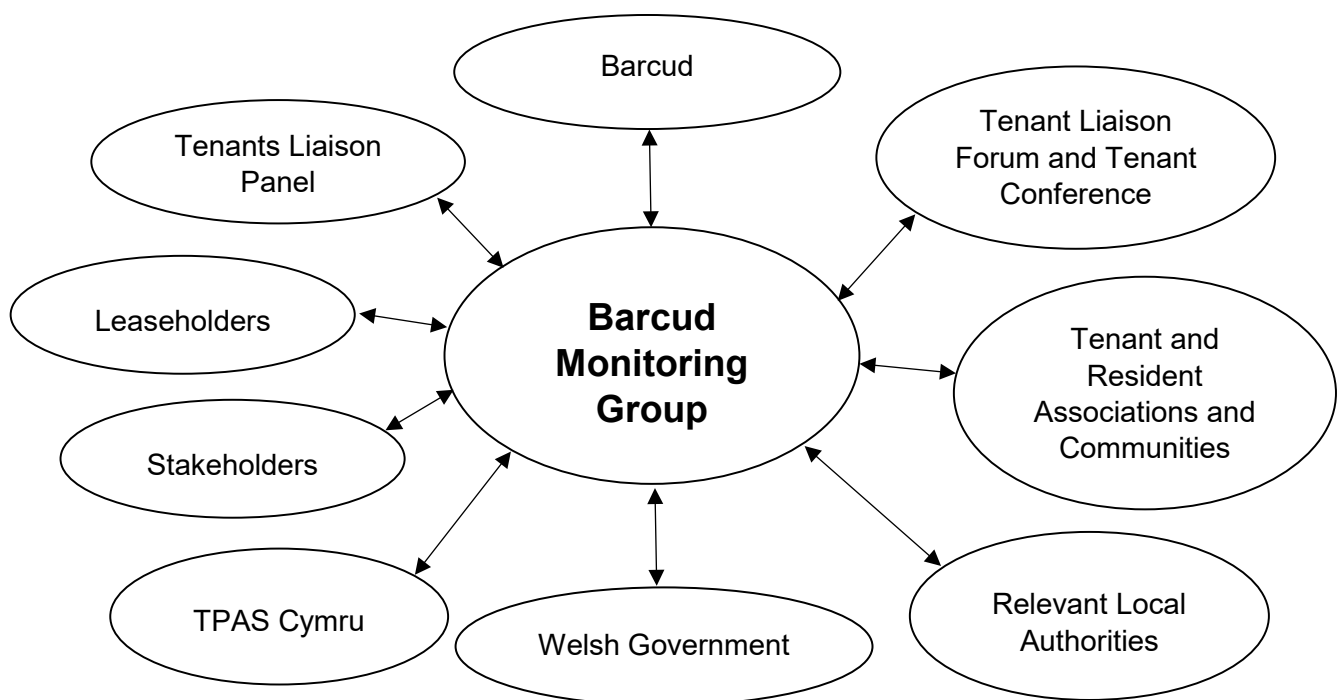 Barcud
Tenants Liaison
Panel
Tenant Liaison
Forum and Tenant
Conference
Leaseholders
Barcud
Monitoring
Group
Tenant and
Resident
Associations and
Communities
Stakeholders
TPAS Cymru
Welsh Government
Relevant Local
Authorities